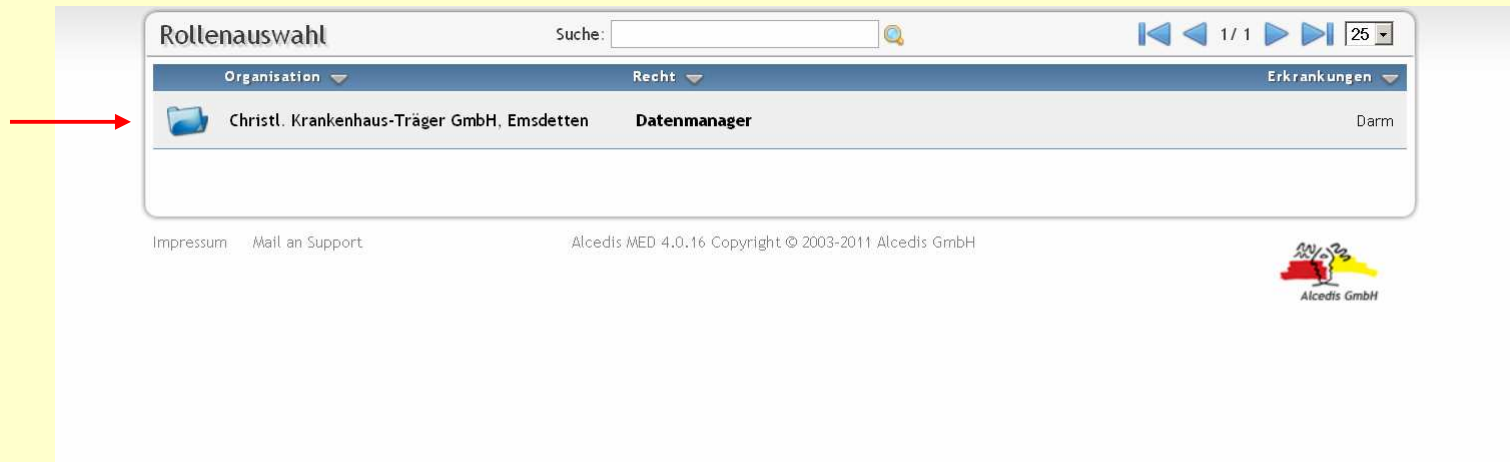 Rollenauswahl Suche: 1/ 1 25
Organisation Recht Erkrankungen
Christl. Krankenhaus-Träger GmbH, Emsdetten Datenmanager Darm
Impressum Mail an Support Alcedis MED 4.0.16 Copyright © 2003-2011 Alcedis GmbH
Alcedis GmbH